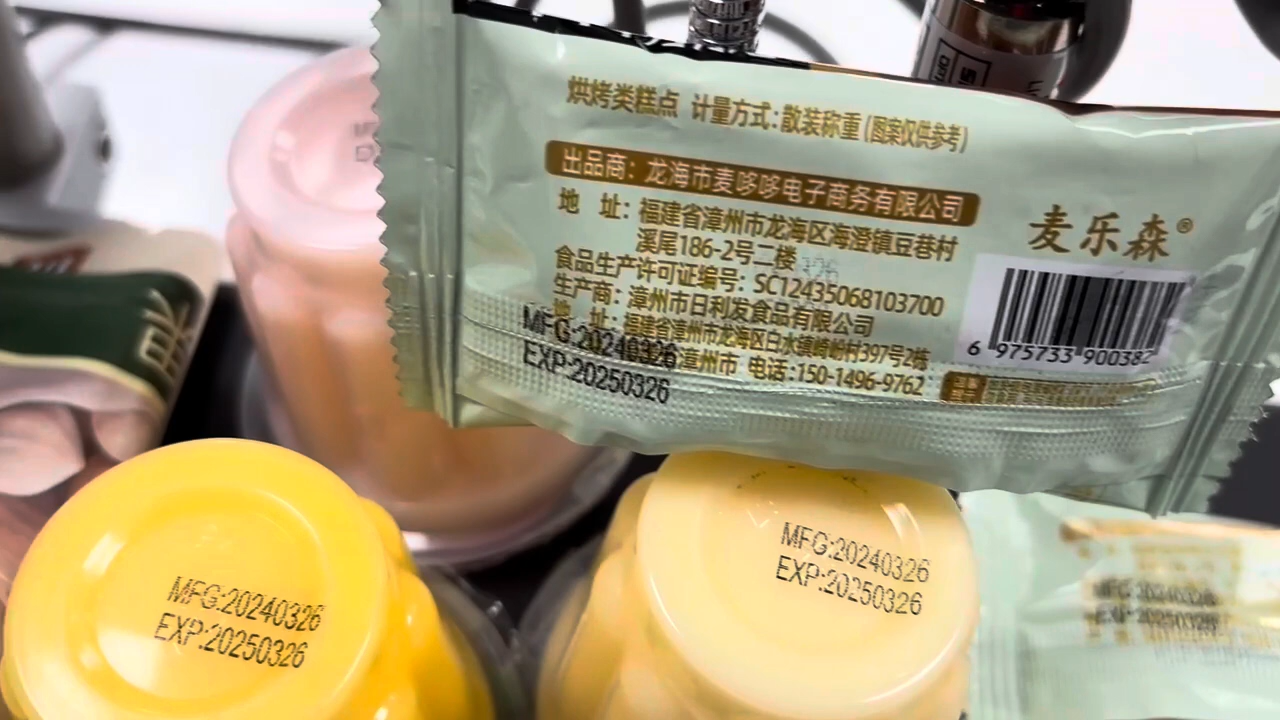 烘烤类糕点 计量方式:散装称重(图案仅供参考)
出品商:龙海市麦哆哆电子商务有限公司
地 址:福建省漳州市龙海区海澄镇豆巷村
溪尾186-2号二楼
食品生产许可证编号:SC12435068103700
生产商:漳州市日利发食品有限公司
地 址:福建省漳州市龙海区白水镇崎岎村397号2栋
漳州市 电话:150-1496-9762
MFG:20240326
EXP:20250326
麦乐森®
6 975733 900382
MFG:20240326
EXP:20250326
MFG:20240326
EXP:20250326
MFG:20240326
EXP:20250326